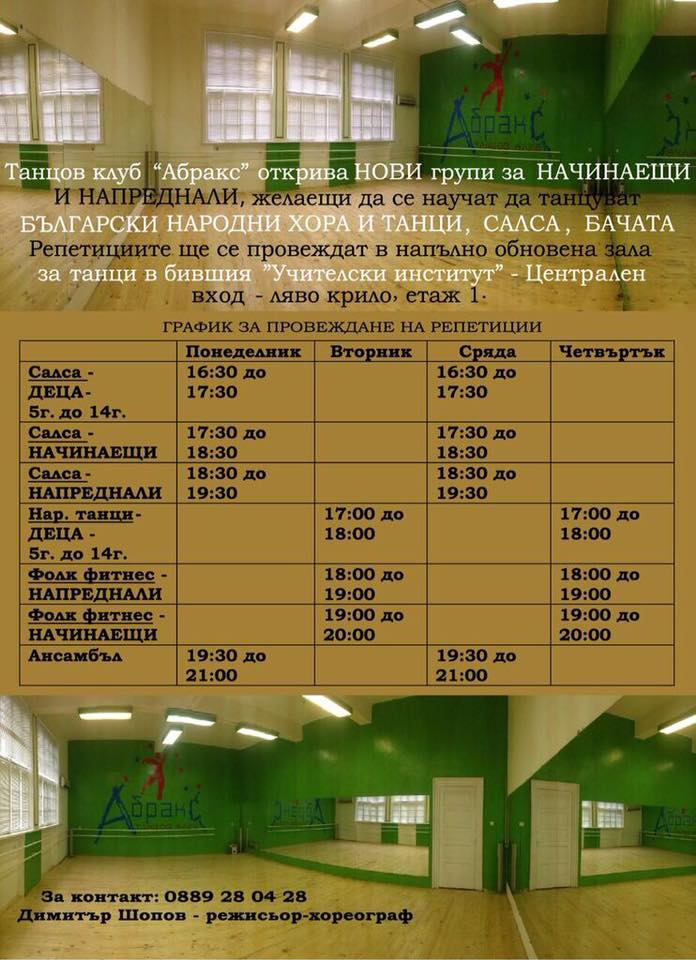 Абракс
ТАНЦОВ КЛУБ
Танцов клуб “Абракс” открива НОВИ групи за НАЧИНАЕЩИ
И НАПРЕДНАЛИ, желаещи да се научат да танцуват
БЪЛГАРСКИ НАРОДНИ ХОРА И ТАНЦИ, САЛСА , БАЧАТА
Репетициите ще се провеждат в напълно обновена зала
за танци в бившия ”Учителски институт” - Централен
вход - ляво крило, етаж 1.
ГРАФИК ЗА ПРОВЕЖДАНЕ НА РЕПЕТИЦИИ
Понеделник Вторник Сряда Четвъртък
Салса - 16:30 до 16:30 до
ДЕЦА- 17:30 17:30
5г. до 14г.
Салса - 17:30 до 17:30 до
НАЧИНАЕЩИ 18:30 18:30
Салса - 18:30 до 18:30 до
НАПРЕДНАЛИ 19:30 19:30
Нар. танци- 17:00 до 17:00 до
ДЕЦА - 18:00 18:00
5г. до 14г.
Фолк фитнес - 18:00 до 18:00 до
НАПРЕДНАЛИ 19:00 19:00
Фолк фитнес - 19:00 до 19:00 до
НАЧИНАЕЩИ 20:00 20:00
Ансамбъл 19:30 до 19:30 до
21:00 21:00
Абракс
ТАНЦОВ КЛУБ
За контакт: 0889 28 04 28
Димитър Шопов - режисьор-хореограф